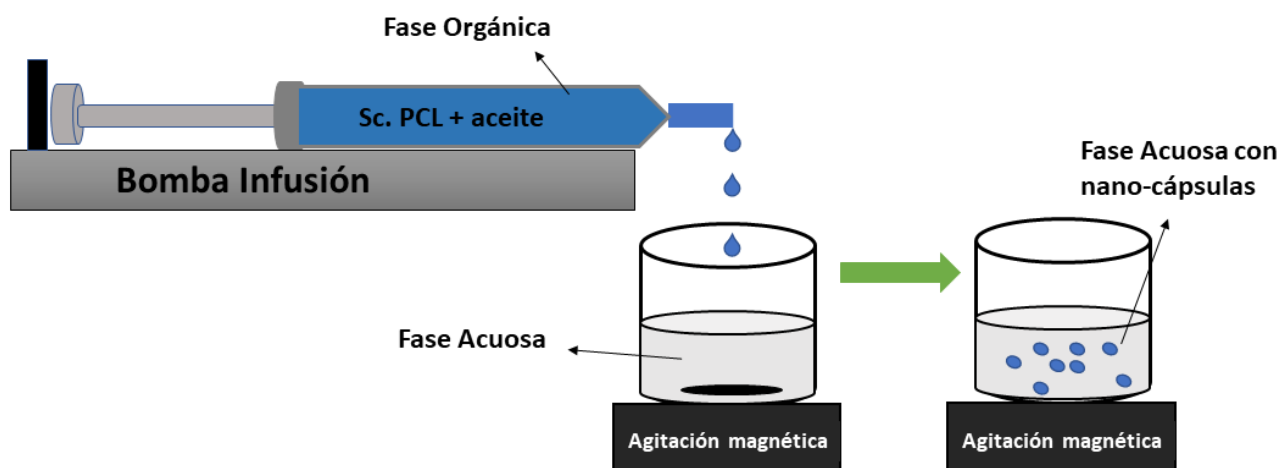 Fase Orgánica
Sc. PCL + aceite
Bomba Infusión
Fase Acuosa con
nano-cápsulas
Fase Acuosa
Agitación magnética
Agitación magnética